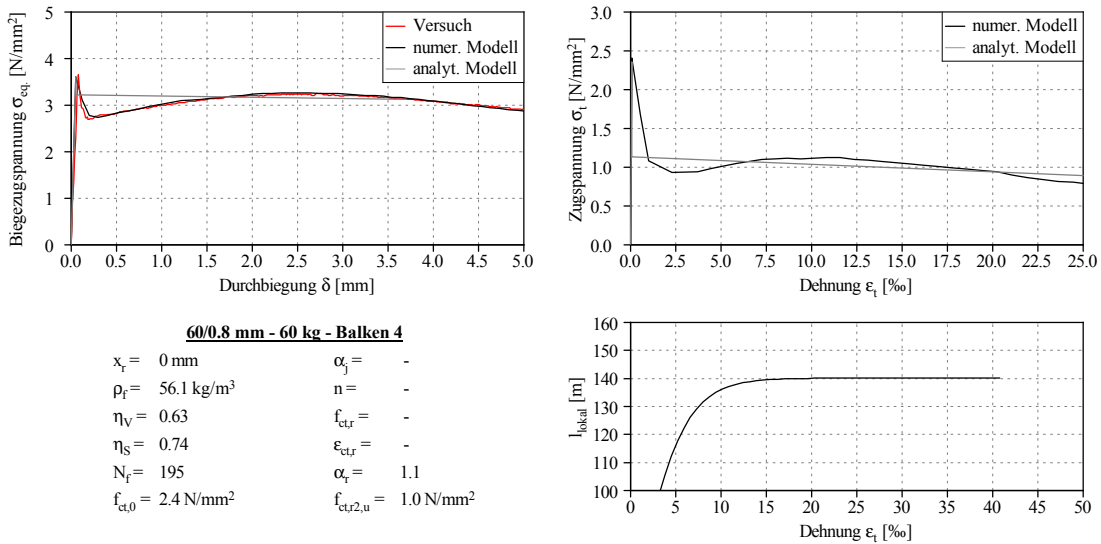 Biegezugspannung σeq. [N/mm²]
5
4
3
2
1
0
Versuch
numer. Modell
analyt. Modell
0.0 0.5 1.0 1.5 2.0 2.5 3.0 3.5 4.0 4.5 5.0
Durchbiegung δ [mm]
Zugspannung σt [N/mm²]
3.0
2.5
2.0
1.5
1.0
0.5
0.0
numer. Modell
analyt. Modell
0.0 2.5 5.0 7.5 10.0 12.5 15.0 17.5 20.0 22.5 25.0
Dehnung εt [‰]
60/0.8 mm - 60 kg - Balken 4
xr = 0 mm αj = -
ρf = 56.1 kg/m³ n = -
ηV = 0.63 fct,r = -
ηS = 0.74 εct,r = -
Nf = 195 αr 1.1
fct,0 = 2.4 N/mm² fct,r2,u = 1.0 N/mm²
llokal [m]
160
150
140
130
120
110
100
0 5 10 15 20 25 30 35 40 45 50
Dehnung εt [‰]